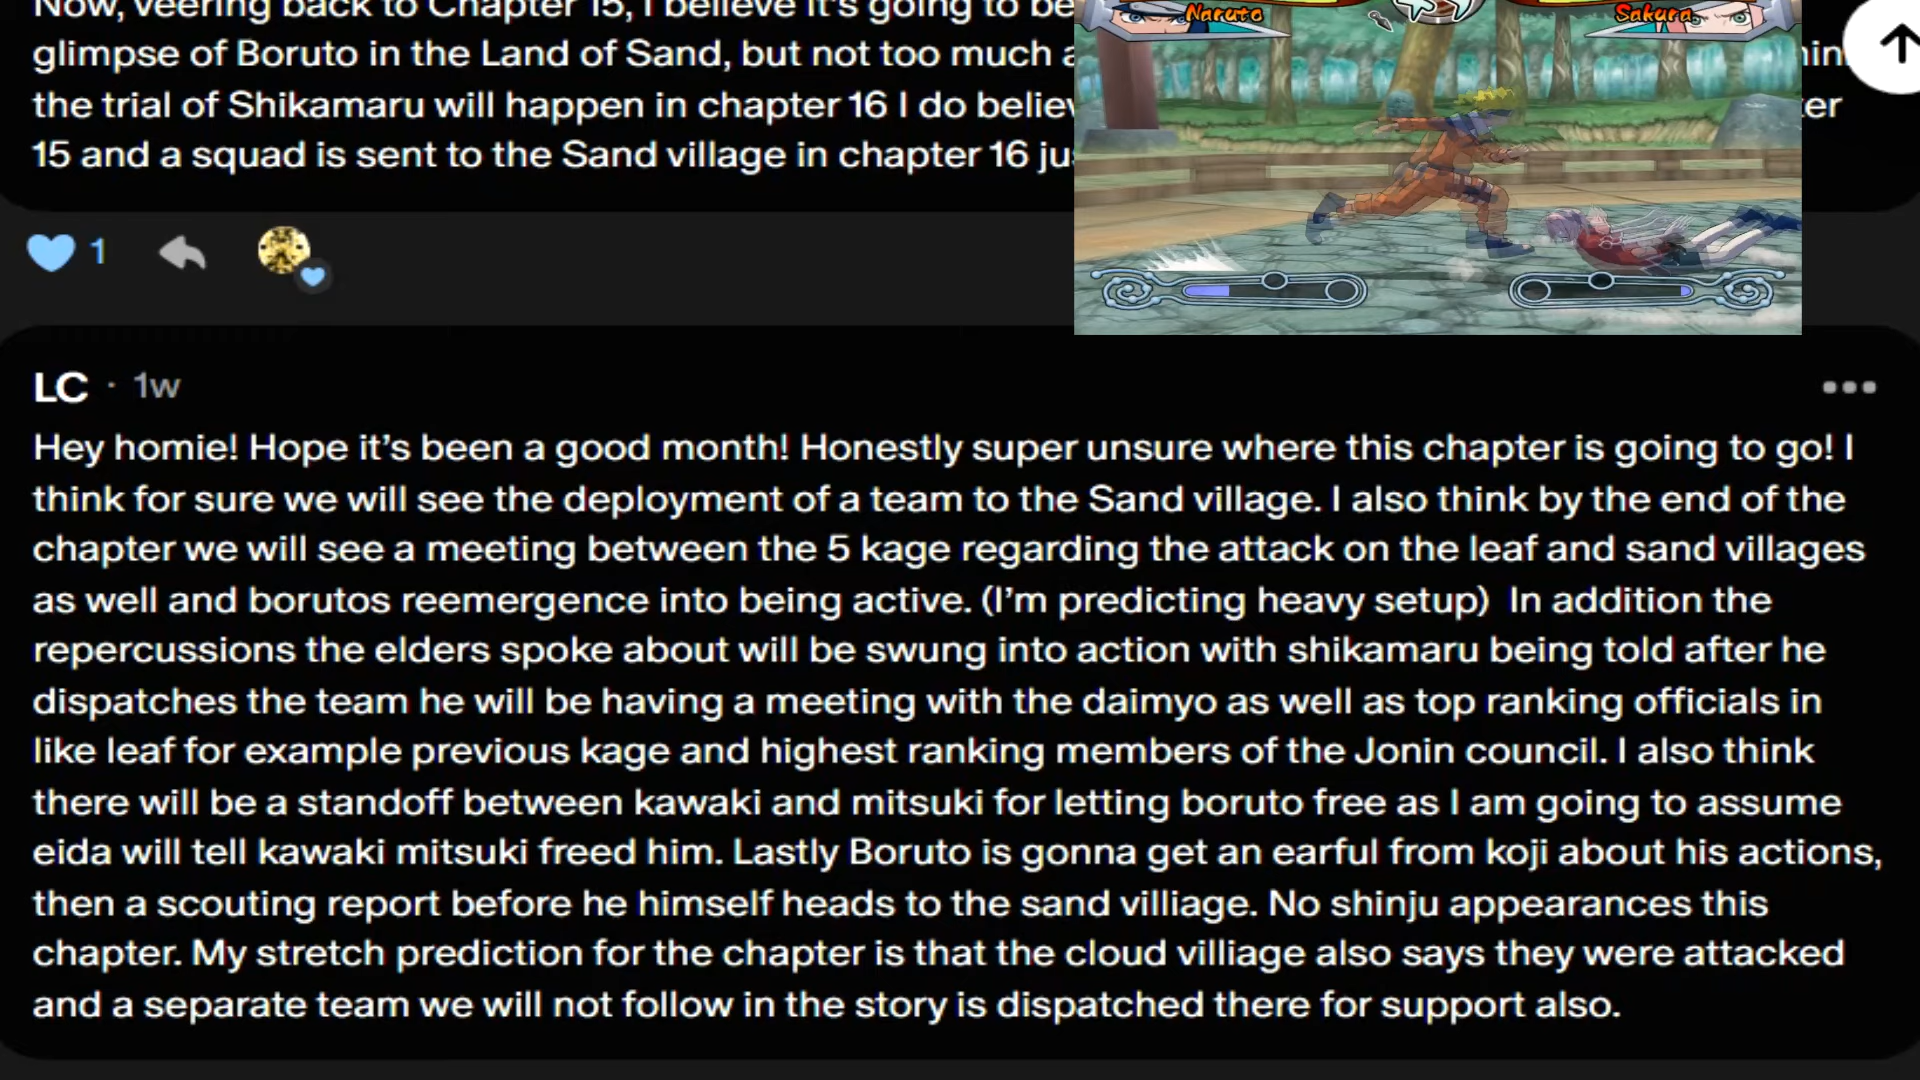 Now, veering back to Chapter 15, I believe it's going to be
Naruto
Sakura
glimpse of Boruto in the Land of Sand, but not too much
the trial of Shikamaru will happen in chapter 16 I do
15 and a squad is sent to the Sand village in chapter 16
1
LC · 1w
Hey homie! Hope it’s been a good month! Honestly super unsure where this chapter is going to go! I
think for sure we will see the deployment of a team to the Sand village. I also think by the end of the
chapter we will see a meeting between the 5 kage regarding the attack on the leaf and sand villages
as well and borutos reemergence into being active. (I’m predicting heavy setup)  In addition the
repercussions the elders spoke about will be swung into action with shikamaru being told after he
dispatches the team he will be having a meeting with the daimyo as well as top ranking officials in
like leaf for example previous kage and highest ranking members of the Jonin council. I also think
there will be a standoff between kawaki and mitsuki for letting boruto free as I am going to assume
eida will tell kawaki mitsuki freed him. Lastly Boruto is gonna get an earful from koji about his actions,
then a scouting report before he himself heads to the sand villiage. No shinju appearances this
chapter. My stretch prediction for the chapter is that the cloud villiage also says they were attacked
and a separate team we will not follow in the story is dispatched there for support also.